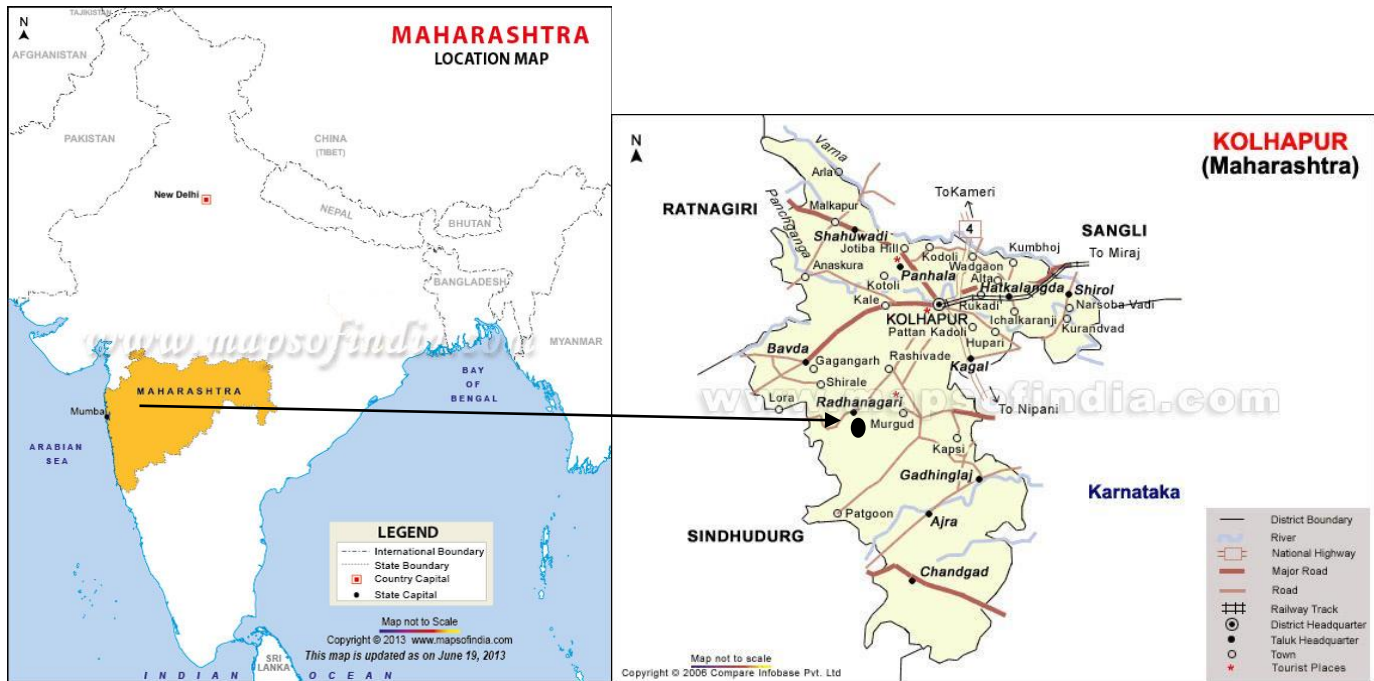 MAHARASHTRA
LOCATION MAP
N
TAJIKISTAN
AFGHANISTAN
PAKISTAN
CHINA
(TIBET)
New Delhi
NEPAL
BHUTAN
BANGLADESH
MYANMAR
www.mapsofindia.com
MAHARASHTRA
Mumbai
BAY
OF
BENGAL
ARABIAN
SEA
LEGEND
International Boundary
State Boundary
Country Capital
State Capital
Map not to Scale
Copyright © 2013 www.mapsofindia.com
This map is updated as on June 19, 2013
SRI
LANKA
INDIAN OCEAN
N
KOLHAPUR
(Maharashtra)
Varna
Arla
ToKameri
RATNAGIRI
Panchganga
Malkapur
4
SANGLI
Shahuwadi
Jotiba Hill
Kodoli
Kumbhoj
To Miraj
Anaskura
Panhala
Wadgaon
Kotoli
Alta
Hatkalangda
Shirol
Kale
Rukadi
Narsoba Vadi
KOLHAPUR
Ichalkaranji
Pattan Kadoli
Kurandvad
Hupari
Bavda
Gagangarh
Rashivade
Kagal
Shirale
www.mapsofindia.com
Lora
Radhanagari
To Nipani
Murgud
Kapsi
Gadhinglaj
Karnataka
Patgoon
Ajra
SINDHUDURG
Chandgad
District Boundary
River
National Highway
Major Road
Road
Railway Track
District Headquarter
Taluk Headquarter
Town
Tourist Places
Map not to scale
Copyright © 2006 Compare Infobase Pvt. Ltd